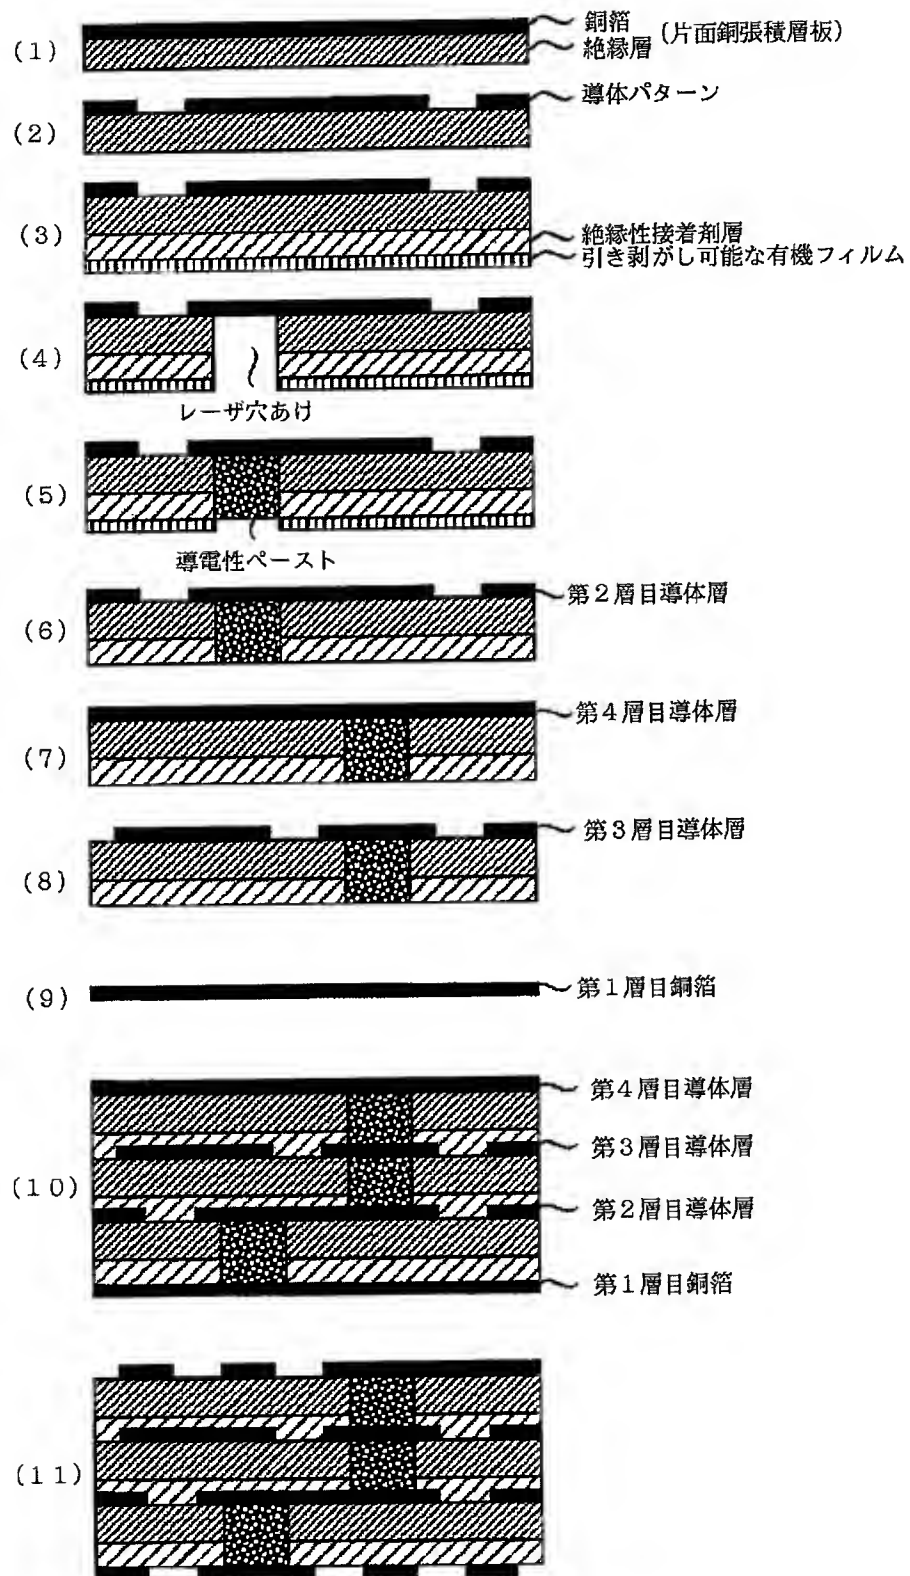 (1)
銅箔
絶縁層
(片面銅張積層板)
(2)
導体パターン
(3)
絶縁性接着剤層
引き剥がし可能な有機フィルム
(4)
レーザ穴あけ
(5)
導電性ペースト
(6)
第2層目導体層
(7)
第4層目導体層
(8)
第3層目導体層
(9)
第1層目銅箔
(10)
第4層目導体層
第3層目導体層
第2層目導体層
第1層目銅箔
(11)